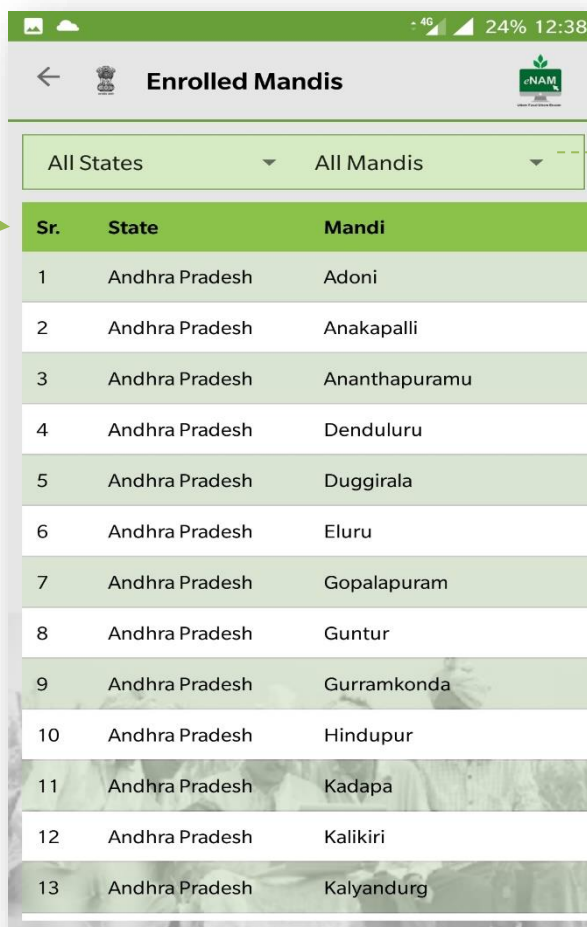 4G 24% 12:38
Enrolled Mandis
eNAM
All States All Mandis
Sr. State Mandi
1 Andhra Pradesh Adoni
2 Andhra Pradesh Anakapalli
3 Andhra Pradesh Ananthapuramu
4 Andhra Pradesh Denduluru
5 Andhra Pradesh Duggirala
6 Andhra Pradesh Eluru
7 Andhra Pradesh Gopalapuram
8 Andhra Pradesh Guntur
9 Andhra Pradesh Gurramkonda
10 Andhra Pradesh Hindupur
11 Andhra Pradesh Kadapa
12 Andhra Pradesh Kalikiri
13 Andhra Pradesh Kalyandurg